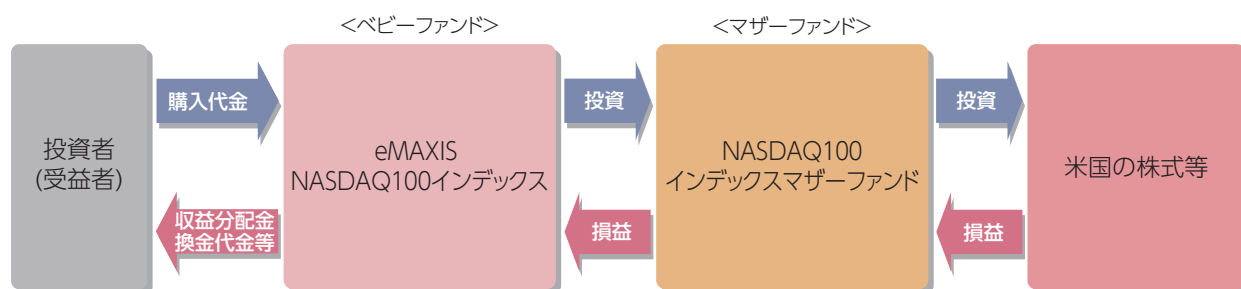 <ベビーファンド>
<マザーファンド>
投資者
(受益者)
購入代金
収益分配金
換金代金等
eMAXIS
NASDAQ100インデックス
投資
損益
NASDAQ100
インデックスマザーファンド
投資
損益
米国の株式等